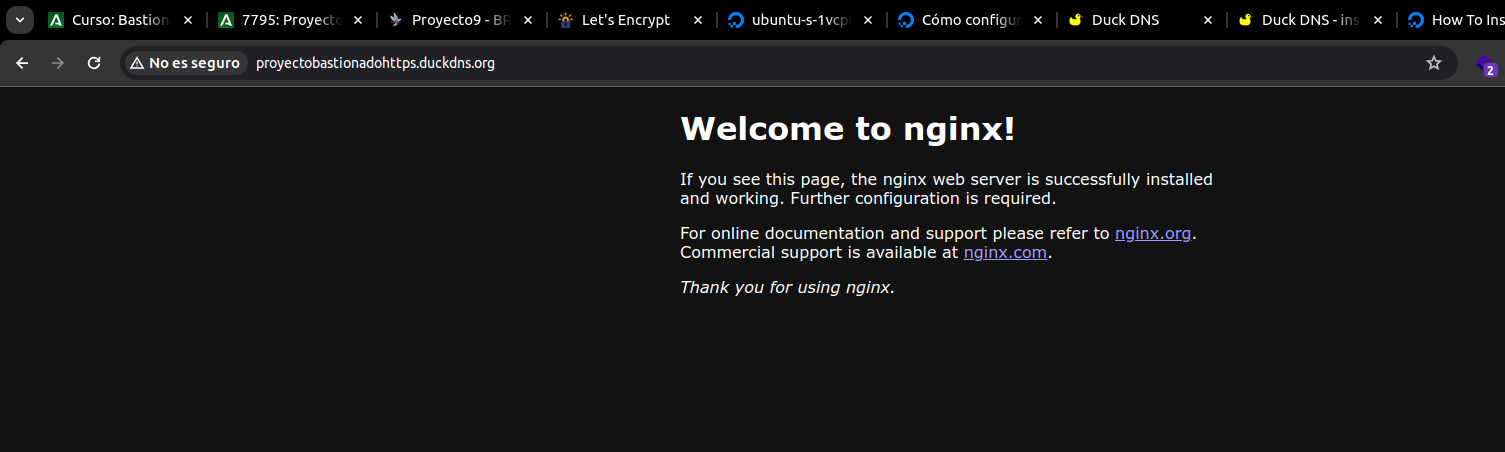 Curso: Bastion
7795: Proyecto
Proyecto9 - BR
Let's Encrypt
ubuntu-s-1vcp
Cómo configur
Duck DNS
Duck DNS - ins
How To Ins
No es seguro
proyectobastionadohttps.duckdns.org
2
Welcome to nginx!
If you see this page, the nginx web server is successfully installed
and working. Further configuration is required.
For online documentation and support please refer to nginx.org.
Commercial support is available at nginx.com.
Thank you for using nginx.